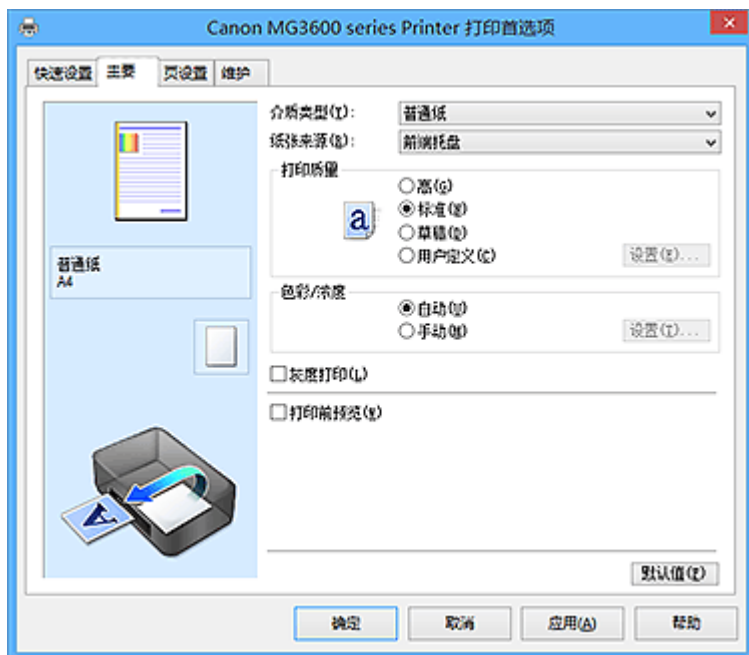 Canon MG3600 series Printer 打印首选项
快速设置 主要 页设置 维护
介质类型(Y): 普通纸
纸张来源(R): 前端托盘
打印质量
高(G)
标准(N)
草稿(D)
用户定义(C) 设置(E)...
普通纸
A4
色彩/浓度
自动(U)
手动(M) 设置(T)...
灰度打印(L)
打印前预览(V)
默认值(F)
确定 取消 应用(A) 帮助